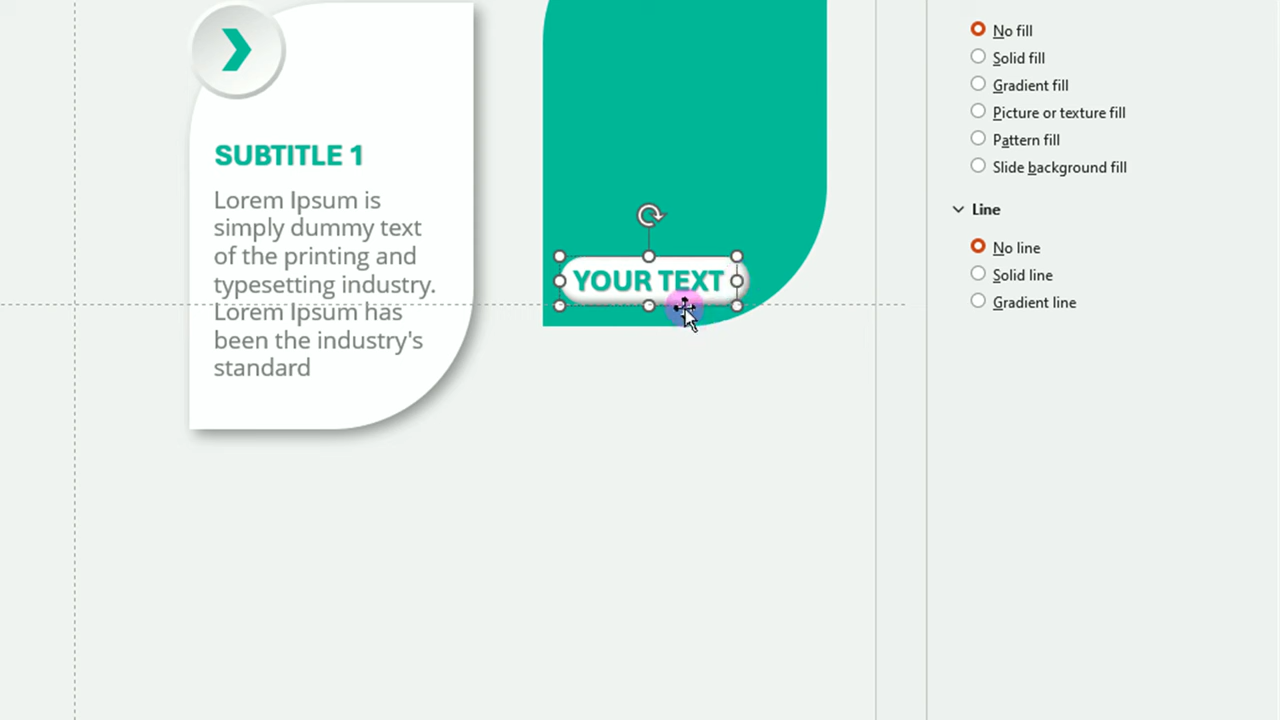 SUBTITLE 1
Lorem Ipsum is
simply dummy text
of the printing and
typesetting industry.
Lorem Ipsum has
been the industry's
standard
YOUR TEXT
No fill
Solid fill
Gradient fill
Picture or texture fill
Pattern fill
Slide background fill
Line
No line
Solid line
Gradient line